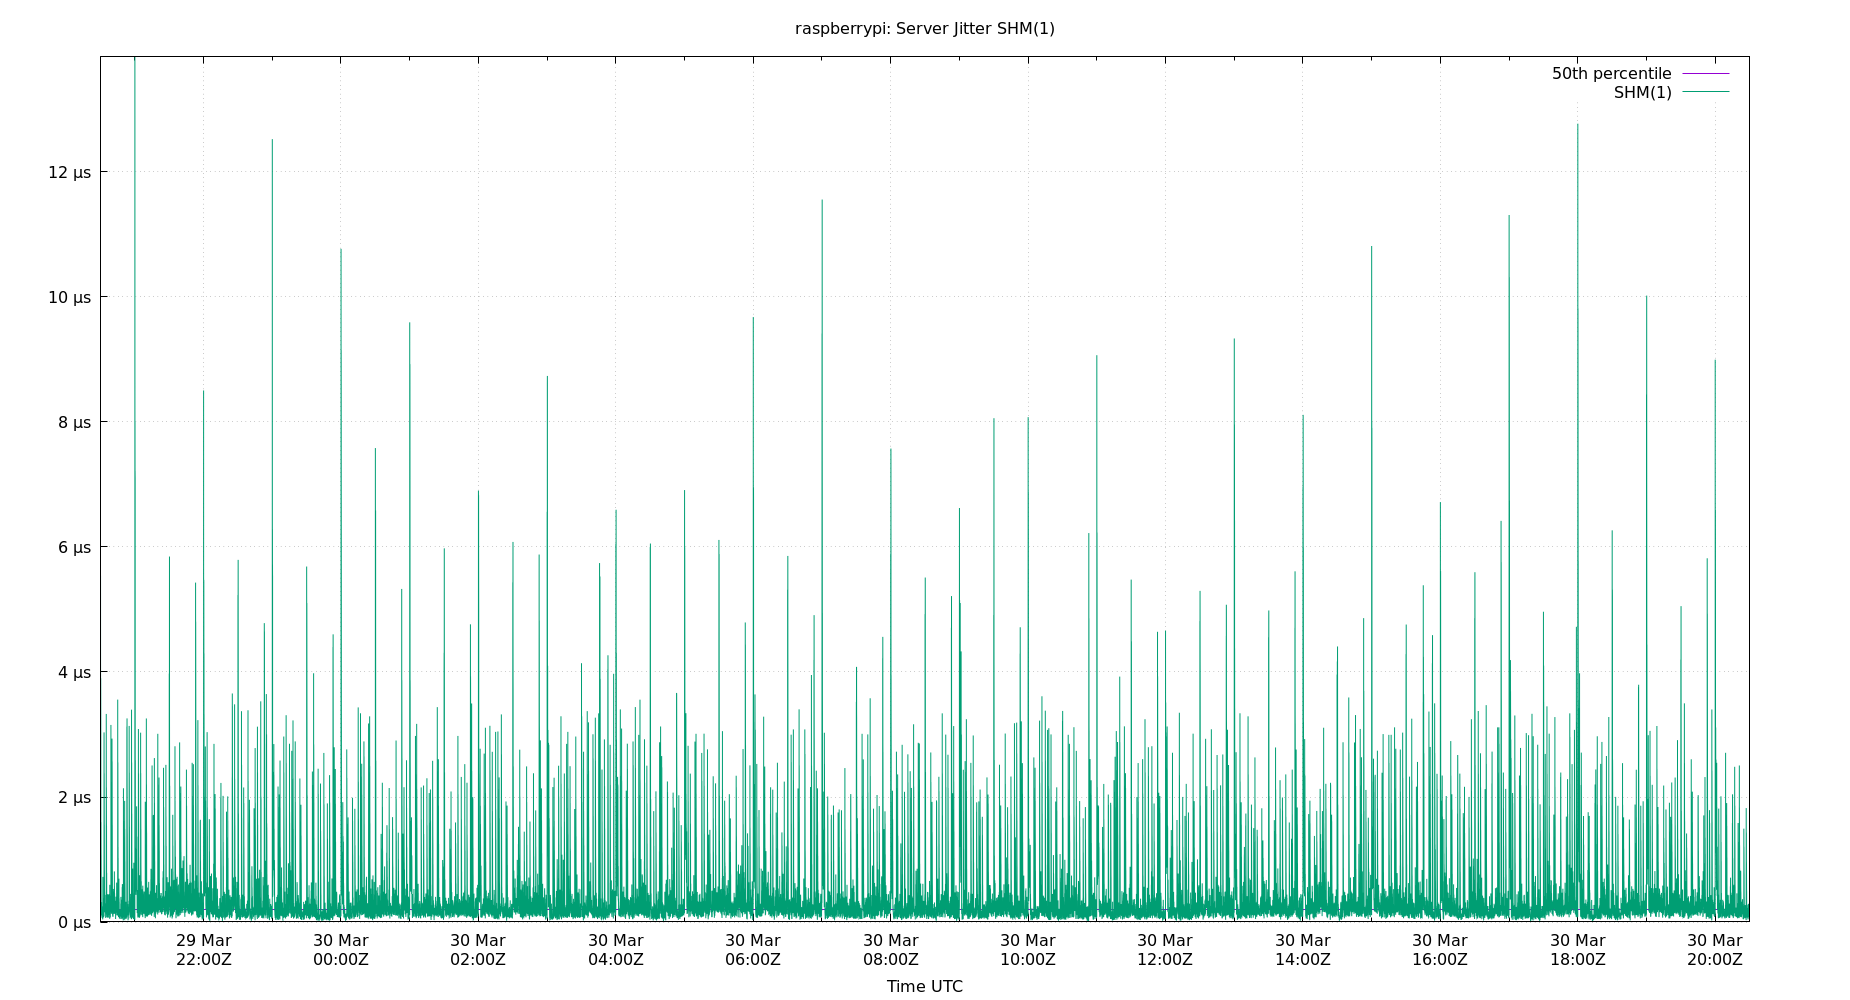 raspberrypi: Server Jitter SHM(1)
50th percentile
SHM(1)
12 µs
10 µs
8 µs
6 µs
4 µs
2 µs
0 µs
29 Mar 22:00Z
30 Mar 00:00Z
30 Mar 02:00Z
30 Mar 04:00Z
30 Mar 06:00Z
30 Mar 08:00Z
30 Mar 10:00Z
30 Mar 12:00Z
30 Mar 14:00Z
30 Mar 16:00Z
30 Mar 18:00Z
30 Mar 20:00Z
Time UTC